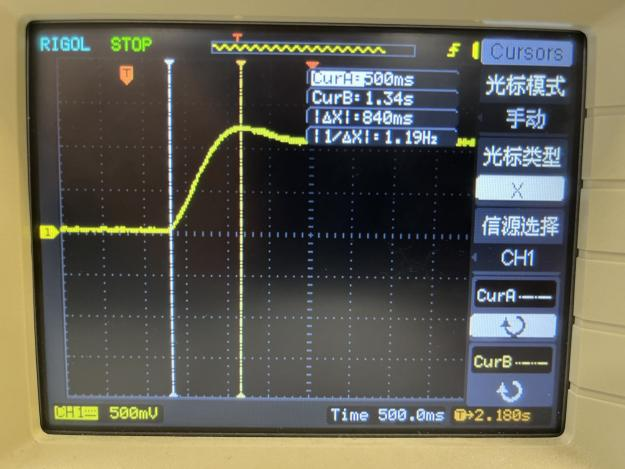 RIGOL STOP
T
T
Cursors
CurA: 500ms
CurB: 1.34s
|ΔX|: 840ms
|1/ΔX|: 1.19Hz
光标模式
手动
光标类型
X
信源选择
CH1
CurA
CurB
1
CH1 500mV Time 500.0ms T→2.180s